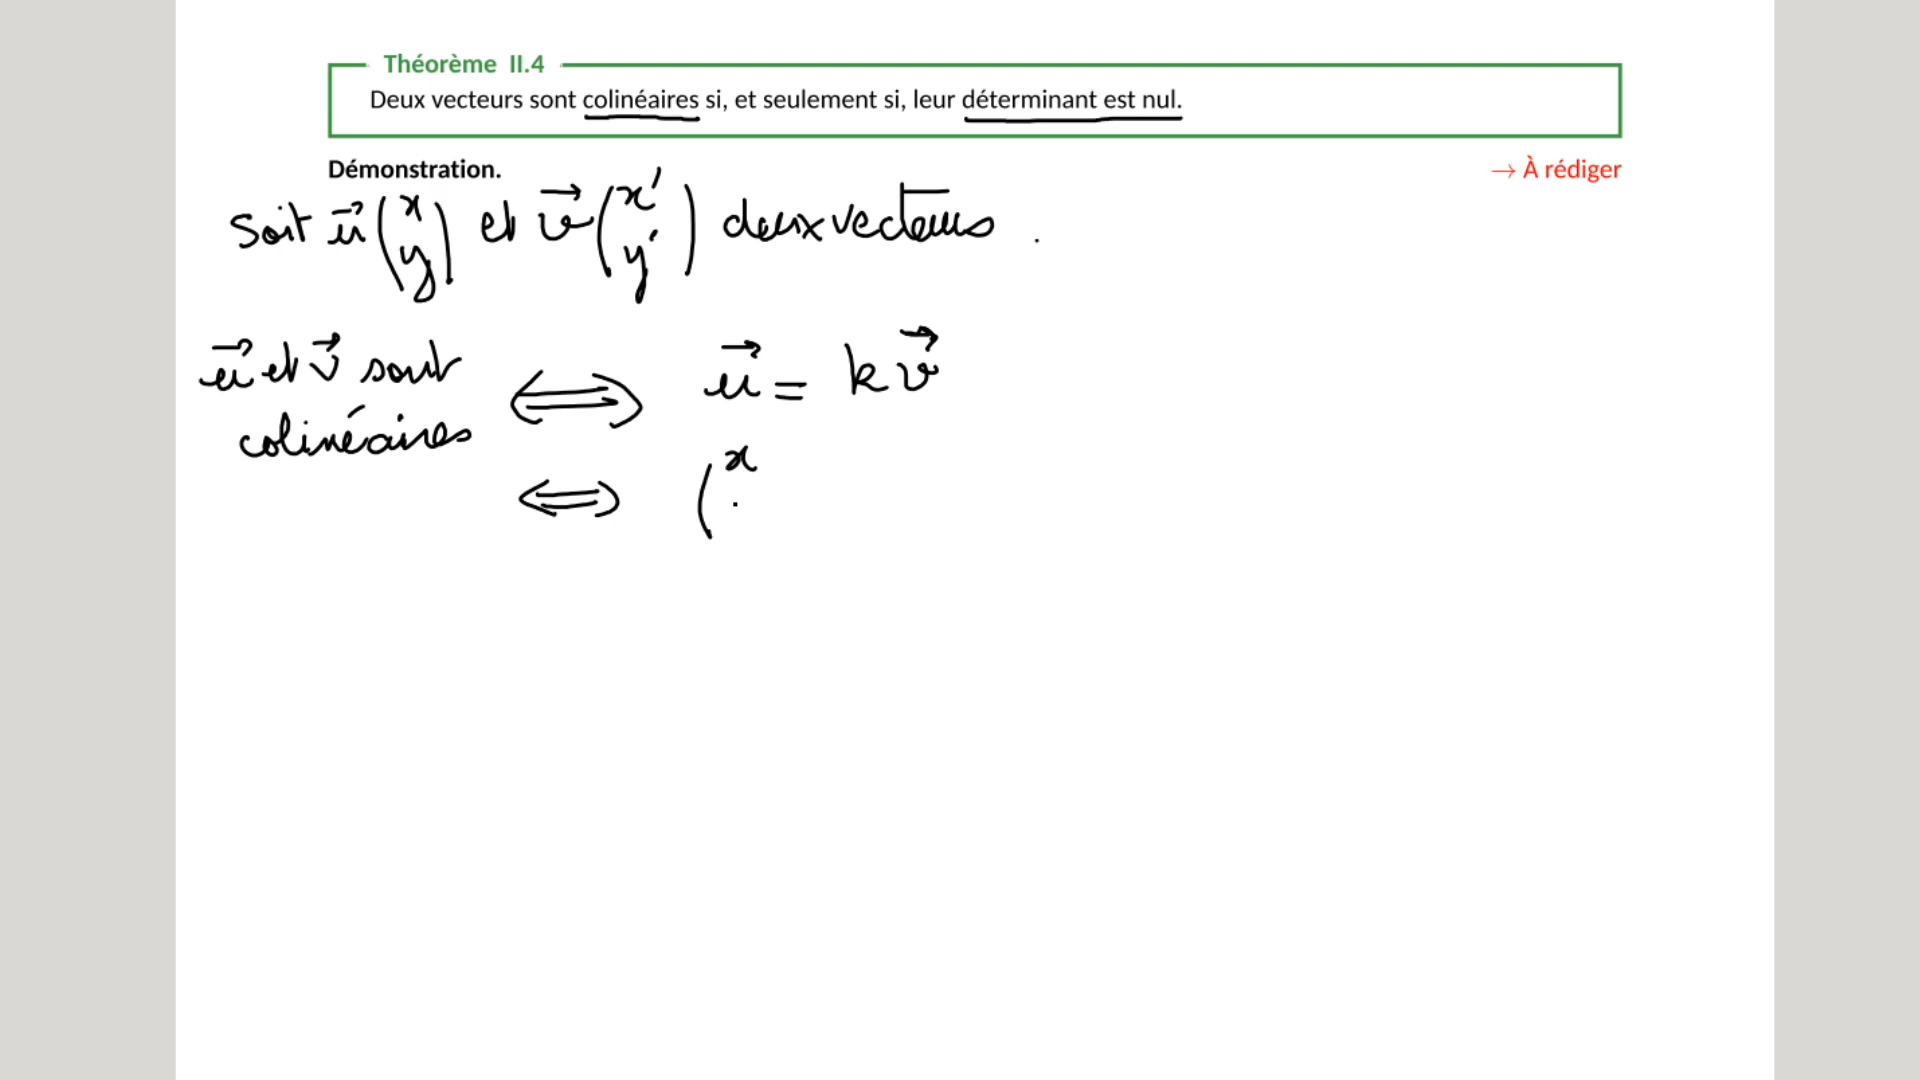 Théorème II.4
Deux vecteurs sont colinéaires si, et seulement si, leur déterminant est nul.
Démonstration. → À rédiger
Soit u⃗ (x y) et v⃗ (x' y') deux vecteurs .
u⃗ et v⃗ sont ⟺ u⃗ = k v⃗
colinéaires
⟺ (x